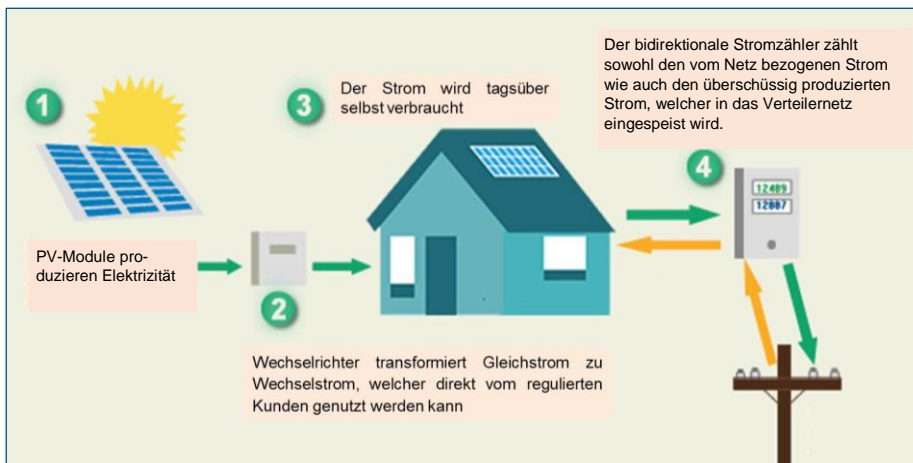 1
PV-Module pro-
duzieren Elektrizität
2
Wechselrichter transformiert Gleichstrom zu
Wechselstrom, welcher direkt vom regulierten
Kunden genutzt werden kann
3
Der Strom wird tagsüber
selbst verbraucht
Der bidirektionale Stromzähler zählt
sowohl den vom Netz bezogenen Strom
wie auch den überschüssig produzierten
Strom, welcher in das Verteilernetz
eingespeist wird.
4
12489
12887